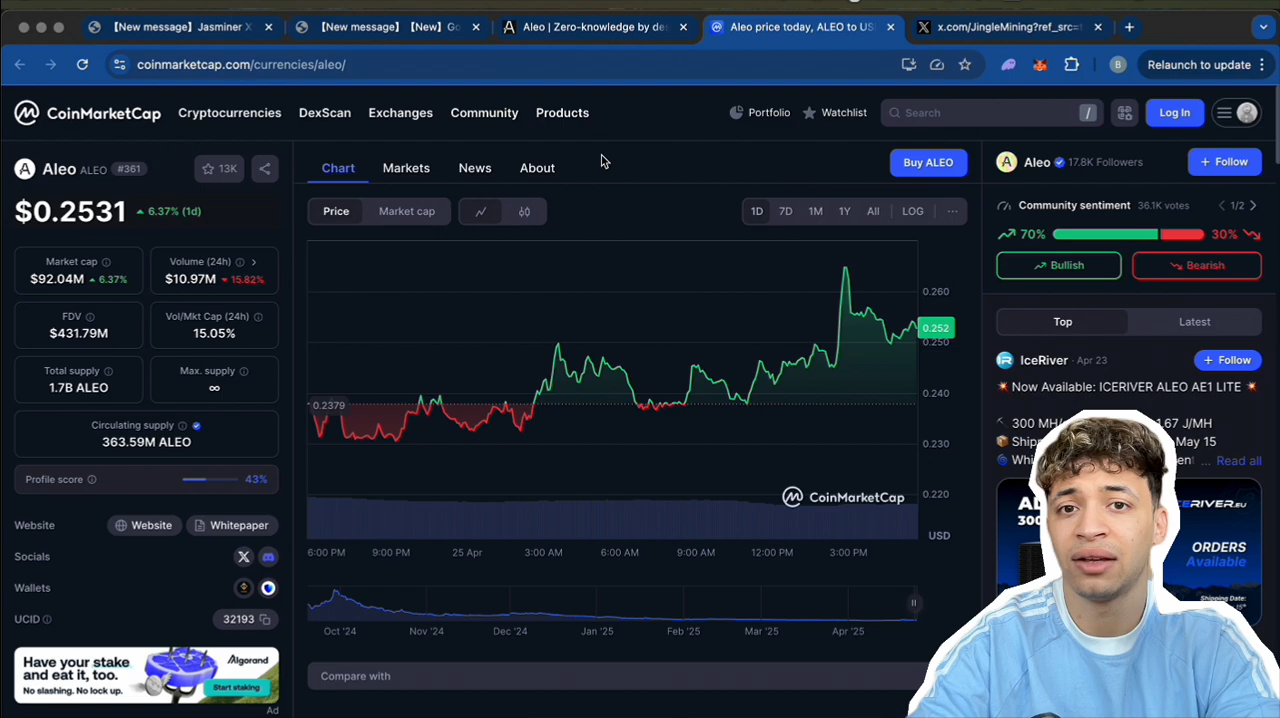 【New message】Jasminer X
【New message】【New】Go
Aleo | Zero-knowledge by de
Aleo price today, ALEO to US
x.com/JingleMining?ref_src=
coinmarketcap.com/currencies/aleo/
B
Relaunch to update
CoinMarketCap
Cryptocurrencies
DexScan
Exchanges
Community
Products
Portfolio
Watchlist
Search
/
Log In
Aleo ALEO #361
13K
$0.2531
6.37% (1d)
Market cap
$92.04M 6.37%
Volume (24h)
$10.97M 15.82%
FDV
$431.79M
Vol/Mkt Cap (24h)
15.05%
Total supply
1.7B ALEO
Max. supply
∞
Circulating supply
363.59M ALEO
Profile score
43%
Website
Website
Whitepaper
Socials
Wallets
UCID
32193
Have your stake
and eat it, too.
No slashing. No lock up.
Algorand
Start staking
Ad
Chart
Markets
News
About
Buy ALEO
Price
Market cap
1D
7D
1M
1Y
All
LOG
...
0.260
0.252
0.250
0.240
0.230
0.220
USD
0.2379
CoinMarketCap
6:00 PM
9:00 PM
25 Apr
3:00 AM
6:00 AM
9:00 AM
12:00 PM
3:00 PM
Oct '24
Nov '24
Dec '24
Jan '25
Feb '25
Mar '25
Apr '25
Compare with
Aleo 17.8K Followers
+ Follow
Community sentiment 36.1K votes
1/2
70%
30%
Bullish
Bearish
Top
Latest
IceRiver · Apr 23
+ Follow
Now Available: ICERIVER ALEO AE1 LITE
300 MH/ 1.67 J/MH
Ship May 15
Whi ent ... Read all
AL
300
ICERIVER.EU
ORDERS
Available
Shipping Date: